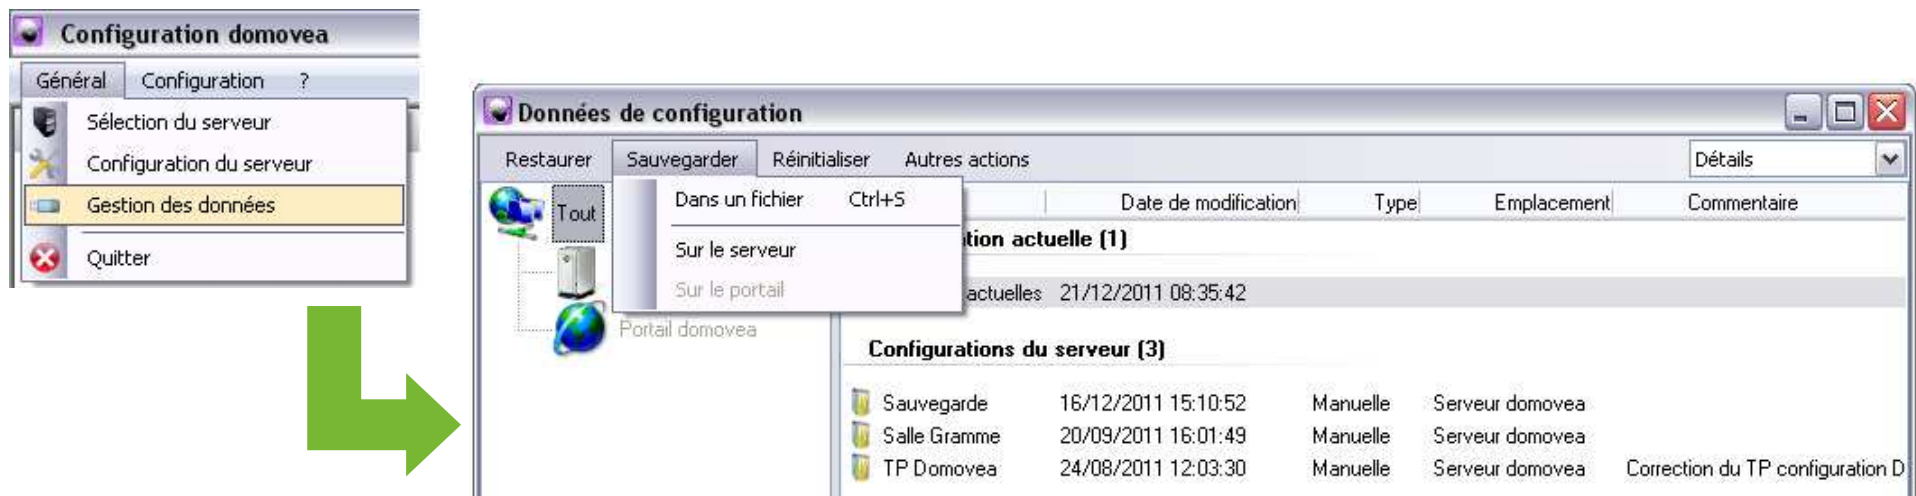 Configuration domovea
Général Configuration ?
Sélection du serveur
Configuration du serveur
Gestion des données
Quitter
Données de configuration
Restaurer Sauvegarder Réinitialiser Autres actions Détails
Tout
Dans un fichier Ctrl+S
Sur le serveur
Sur le portail
Portail domovea
Date de modification Type Emplacement Commentaire
tion actuelle (1)
actuelles 21/12/2011 08:35:42
Configurations du serveur (3)
Sauvegarde 16/12/2011 15:10:52 Manuelle Serveur domovea
Salle Gramme 20/09/2011 16:01:49 Manuelle Serveur domovea
TP Domovea 24/08/2011 12:03:30 Manuelle Serveur domovea Correction du TP configuration D